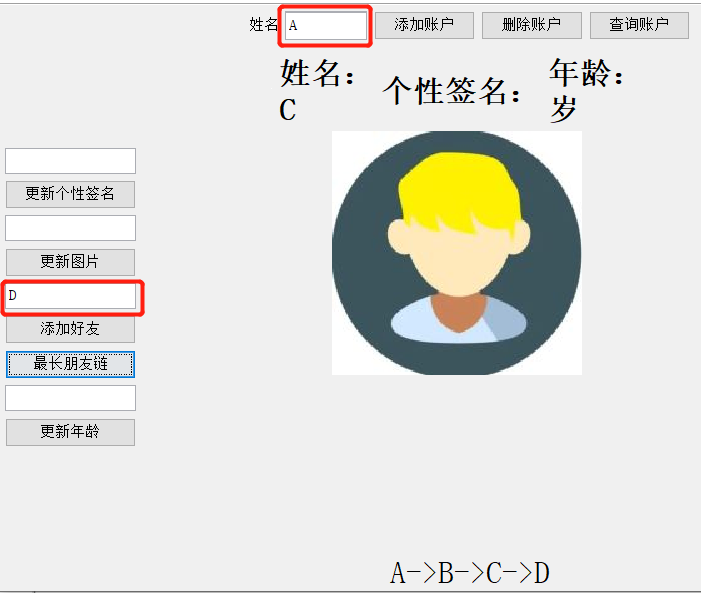 姓名 A 添加账户 删除账户 查询账户
姓名： 个性签名： 年龄：
C 岁
更新个性签名
更新图片
D
添加好友
最长朋友链
更新年龄
A->B->C->D